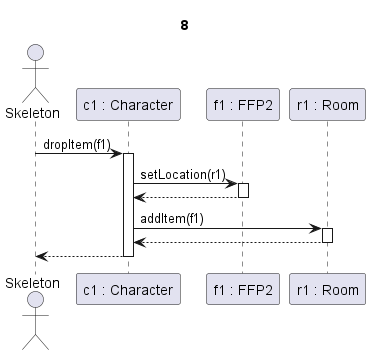 8
Skeleton
c1 : Character
f1 : FFP2
r1 : Room
dropItem(f1)
setLocation(r1)
addItem(f1)
Skeleton
c1 : Character
f1 : FFP2
r1 : Room